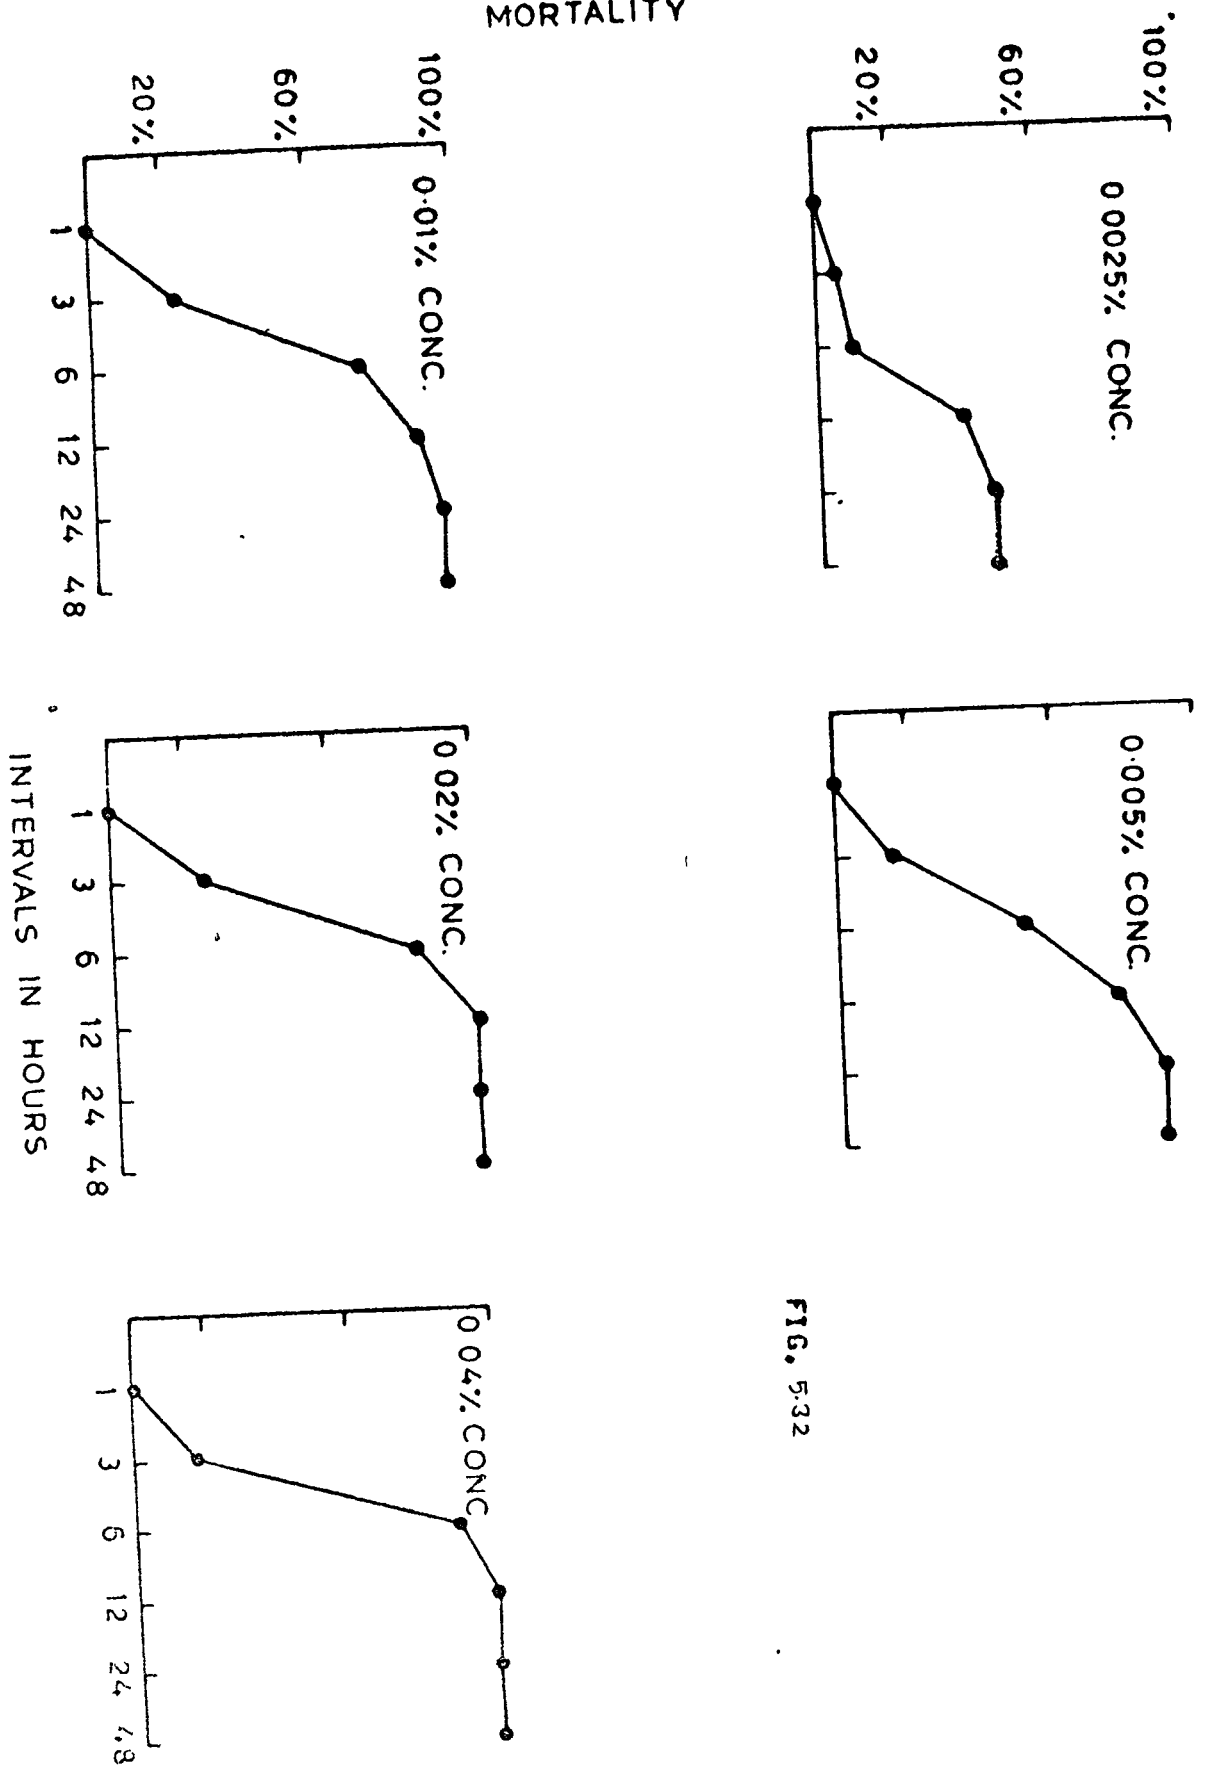 MORTALITY
100%
60%
20%
0 0025% CONC.
0·005% CONC.
FIG. 5·32
100%
60%
20%
0·01% CONC.
1 3 6 12 24 48
0 02% CONC.
1 3 6 12 24 48
0 04% CONC
1 3 6 12 24 48
INTERVALS IN HOURS